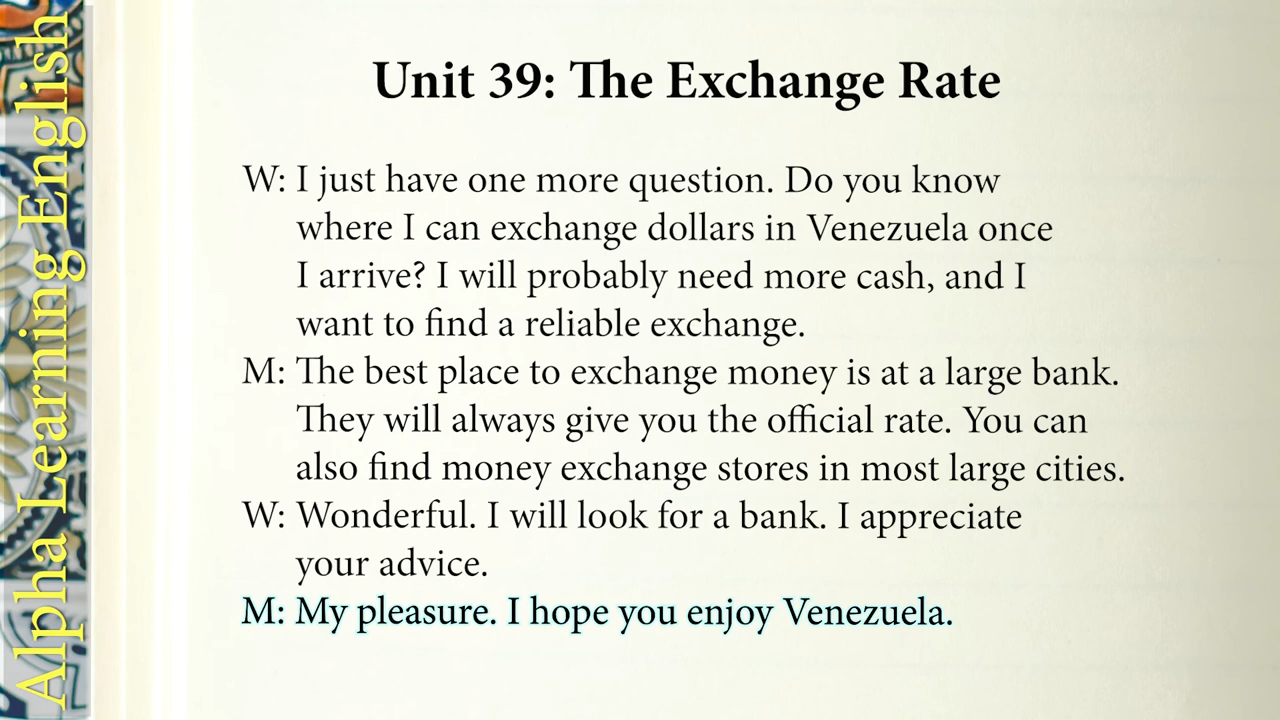 Alpha Learning English
Unit 39: The Exchange Rate
W: I just have one more question. Do you know
where I can exchange dollars in Venezuela once
I arrive? I will probably need more cash, and I
want to find a reliable exchange.
M: The best place to exchange money is at a large bank.
They will always give you the official rate. You can
also find money exchange stores in most large cities.
W: Wonderful. I will look for a bank. I appreciate
your advice.
M: My pleasure. I hope you enjoy Venezuela.